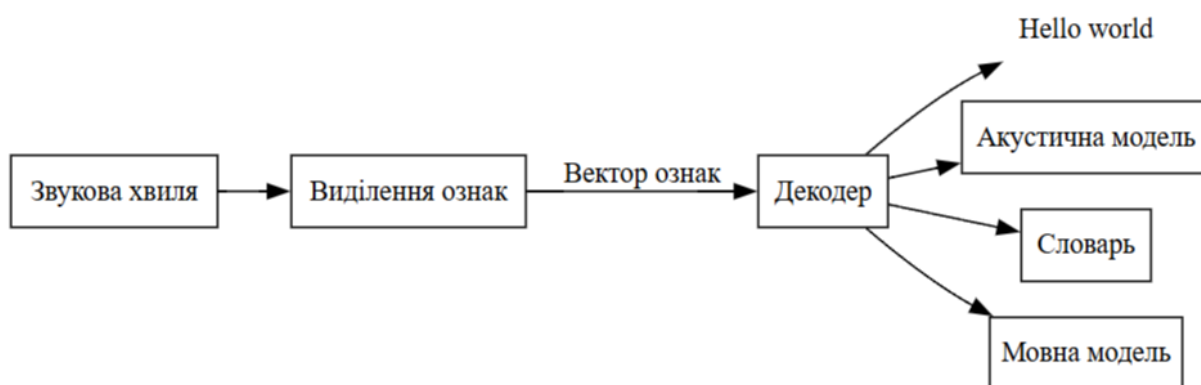 Hello world
Акустична модель
Звукова хвиля
Виділення ознак
Вектор ознак
Декодер
Словарь
Мовна модель